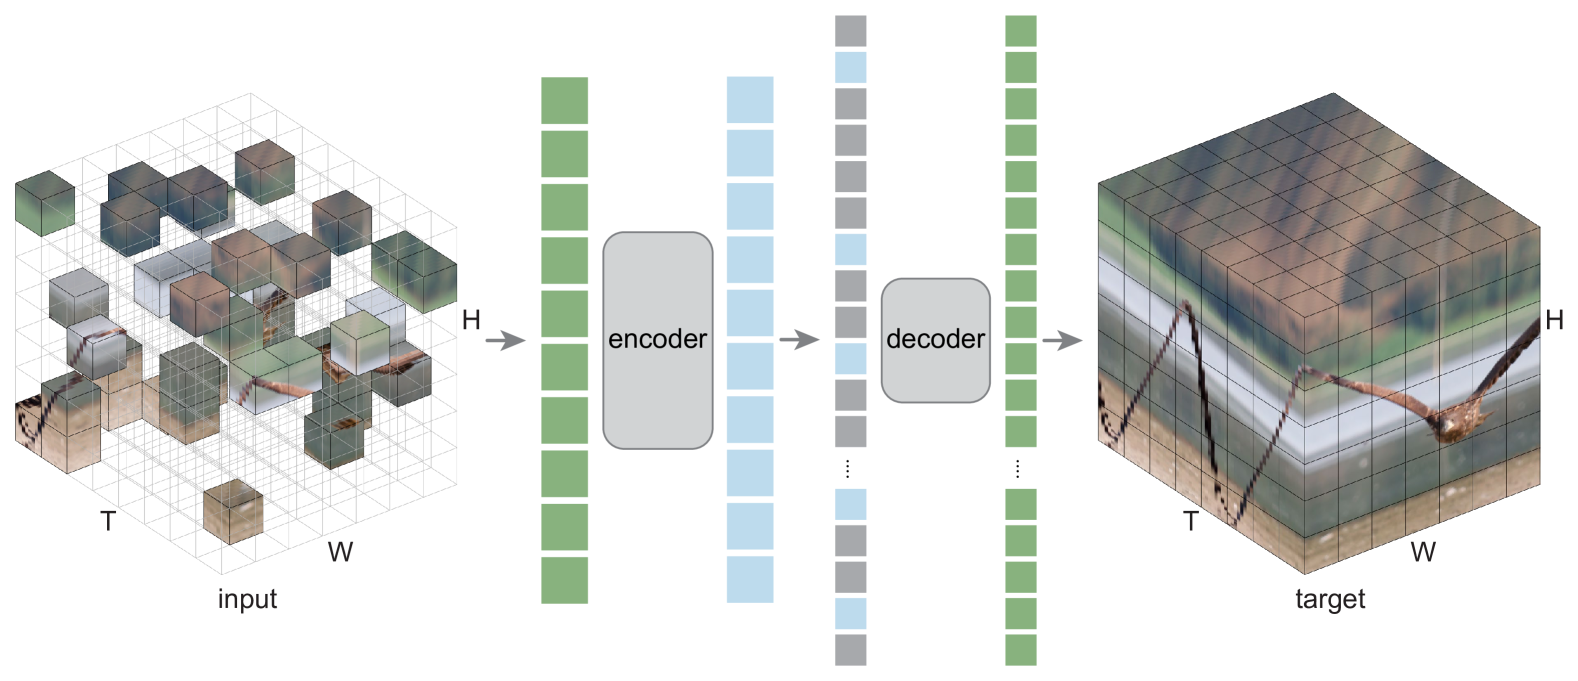 H
T
W
input
encoder
decoder
H
T
W
target